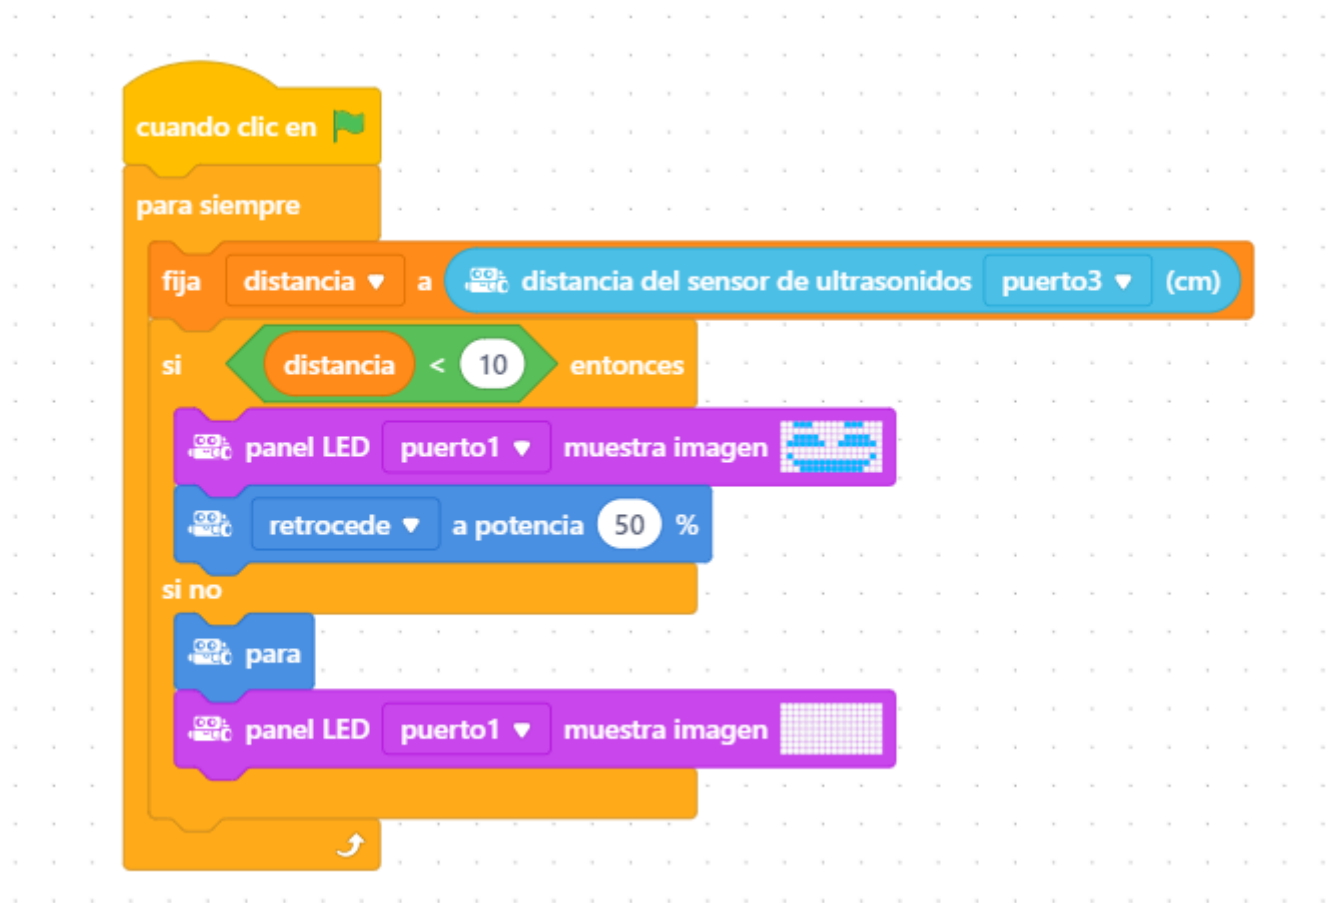 cuando clic en
para siempre
fija distancia a distancia del sensor de ultrasonidos puerto3 (cm)
si distancia < 10 entonces
panel LED puerto1 muestra imagen
retrocede a potencia 50 %
si no
para
panel LED puerto1 muestra imagen